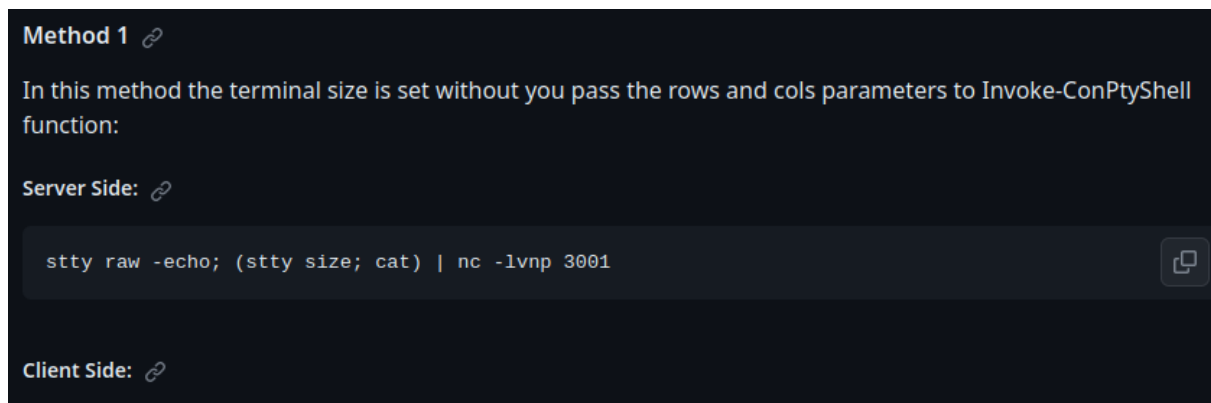 Method 1
In this method the terminal size is set without you pass the rows and cols parameters to Invoke-ConPtyShell
function:
Server Side:
stty raw -echo; (stty size; cat) | nc -lvnp 3001
Client Side: